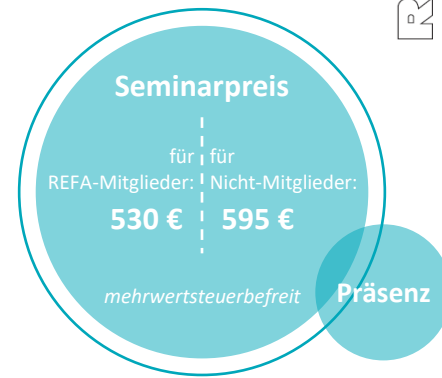 R
Seminarpreis
für für
REFA-Mitglieder: Nicht-Mitglieder:
530 € 595 €
mehrwertsteuerbefreit
Präsenz